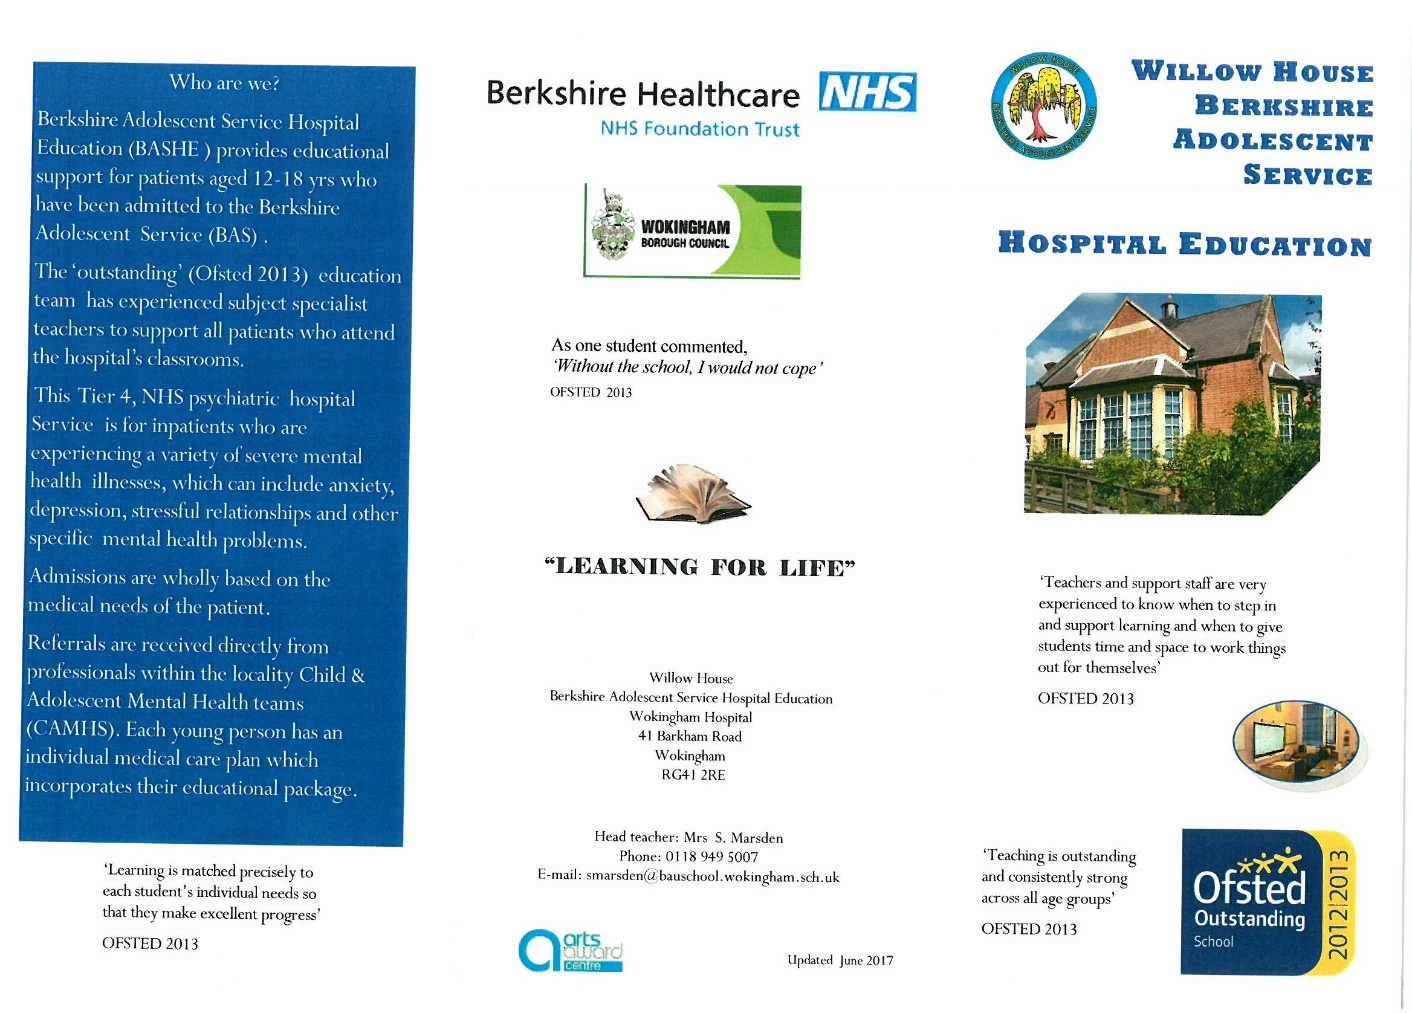 Who are we?
Berkshire Adolescent Service Hospital
Education (BASHE ) provides educational
support for patients aged 12-18 yrs who
have been admitted to the Berkshire
Adolescent Service (BAS) .
The ‘outstanding’ (Ofsted 2013) education
team has experienced subject specialist
teachers to support all patients who attend
the hospital’s classrooms.
This Tier 4, NHS psychiatric hospital
Service is for inpatients who are
experiencing a variety of severe mental
health illnesses, which can include anxiety,
depression, stressful relationships and other
specific mental health problems.
Admissions are wholly based on the
medical needs of the patient.
Referrals are received directly from
professionals within the locality Child &
Adolescent Mental Health teams
(CAMHS). Each young person has an
individual medical care plan which
incorporates their educational package.
‘Learning is matched precisely to
each student’s individual needs so
that they make excellent progress’
OFSTED 2013
Berkshire Healthcare NHS
NHS Foundation Trust
WOKINGHAM
BOROUGH COUNCIL
As one student commented,
‘Without the school, I would not cope’
OFSTED 2013
“LEARNING FOR LIFE”
Willow House
Berkshire Adolescent Service Hospital Education
Wokingham Hospital
41 Barkham Road
Wokingham
RG41 2RE
Head teacher: Mrs S. Marsden
Phone: 0118 949 5007
E-mail: smarsden@bauschool.wokingham.sch.uk
a arts
award
centre
Updated June 2017
WILLOW HOUSE
BERKSHIRE ADOLESCENT SERVICE
WILLOW HOUSE
BERKSHIRE
ADOLESCENT
SERVICE
HOSPITAL EDUCATION
‘Teachers and support staff are very
experienced to know when to step in
and support learning and when to give
students time and space to work things
out for themselves’
OFSTED 2013
‘Teaching is outstanding
and consistently strong
across all age groups’
OFSTED 2013
Ofsted
Outstanding
School
2012|2013